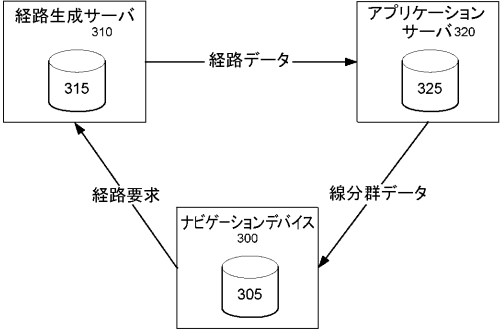 経路生成サーバ
310
315
経路データ
アプリケーション
サーバ320
325
経路要求
線分群データ
ナビゲーションデバイス
300
305